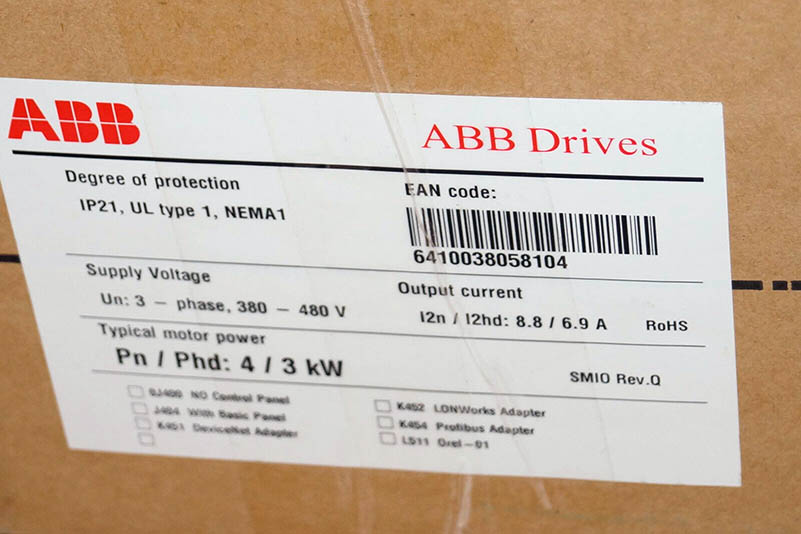 ABB
ABB Drives
Degree of protection
IP21, UL type 1, NEMA1
EAN code:
6410038058104
Supply Voltage
Un: 3 – phase, 380 – 480 V
Output current
I2n / I2hd: 8.8 / 6.9 A
RoHS
Typical motor power
Pn / Phd: 4 / 3 kW
SMIO Rev.Q
NO Control Panel
J404 With Basic Panel
K451 DeviceNet Adapter
K452 LONWorks Adapter
K454 Profibus Adapter